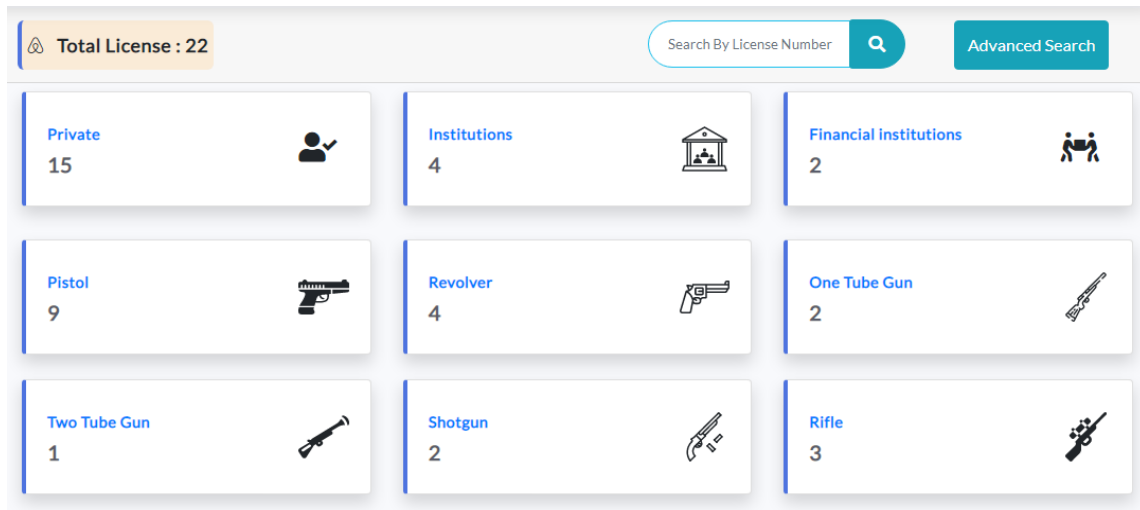 Total License : 22
Search By License Number
Advanced Search
Private
15
Institutions
4
Financial institutions
2
Pistol
9
Revolver
4
One Tube Gun
2
Two Tube Gun
1
Shotgun
2
Rifle
3